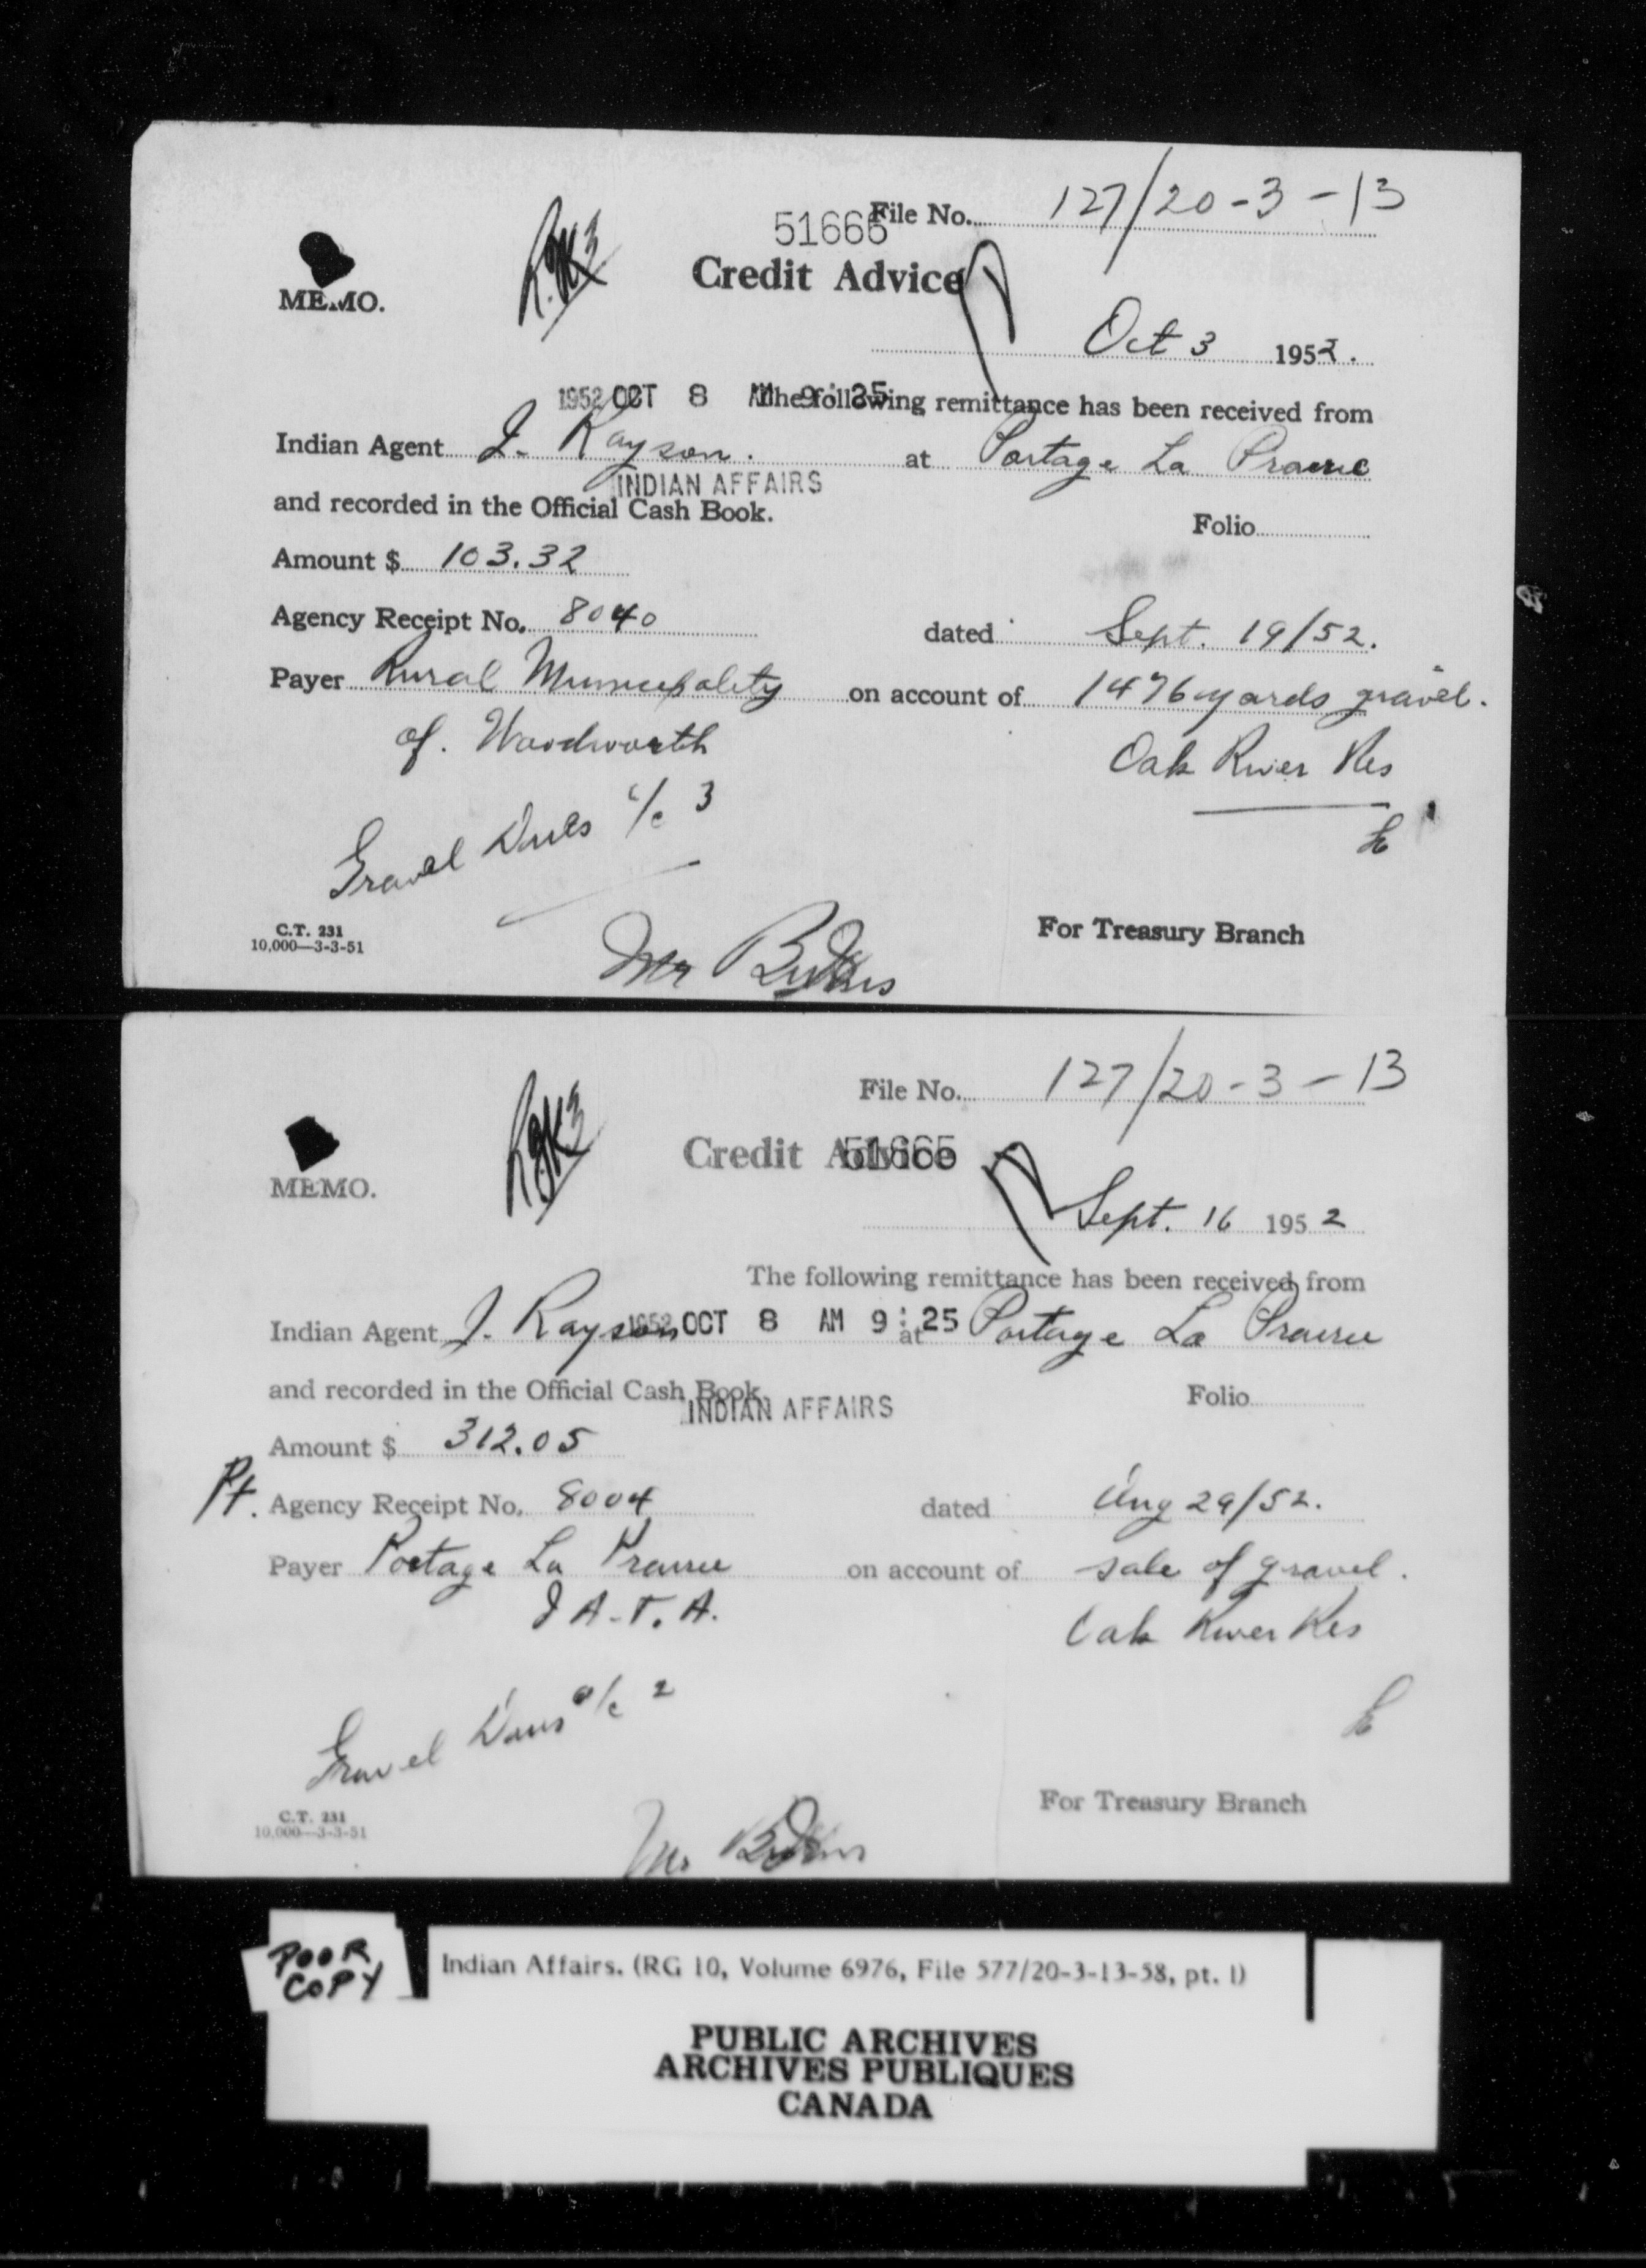 File No. 127/20-3-13
51666
MEMO.
Credit Advice
Oct 3 1952.
1952 OCT 8 AM 9:25
The following remittance has been received from
Indian Agent J. Rayson. at Portage La Prairie
INDIAN AFFAIRS
and recorded in the Official Cash Book.
Folio
Amount $ 103.32
Agency Receipt No. 8040 dated Sept. 19/52.
Payer Rural Municipality on account of 1476 yards gravel.
of. Woodworth
Oak River Res
Gravel Dues a/c 3
C.T. 231
10,000—3-3-51
For Treasury Branch
Mr
File No. 127/20-3-13
Credit Advice
51665
MEMO.
Sept. 16 1952
The following remittance has been received from
Indian Agent J. Rayson at Portage La Prairie
1952 OCT 8 AM 9:25
and recorded in the Official Cash Book.
Folio
INDIAN AFFAIRS
Amount $ 312.05
Pt. Agency Receipt No. 8004 dated Aug 29/52.
Payer Portage La Prairie on account of sale of gravel.
I A.T.A.
Oak River Res
Gravel Dues a/c 2
C.T. 231
10,000—3-3-51
For Treasury Branch
Mr
POOR
COPY
Indian Affairs. (RG 10, Volume 6976, File 577/20-3-13-58, pt. 1)
PUBLIC ARCHIVES
ARCHIVES PUBLIQUES
CANADA